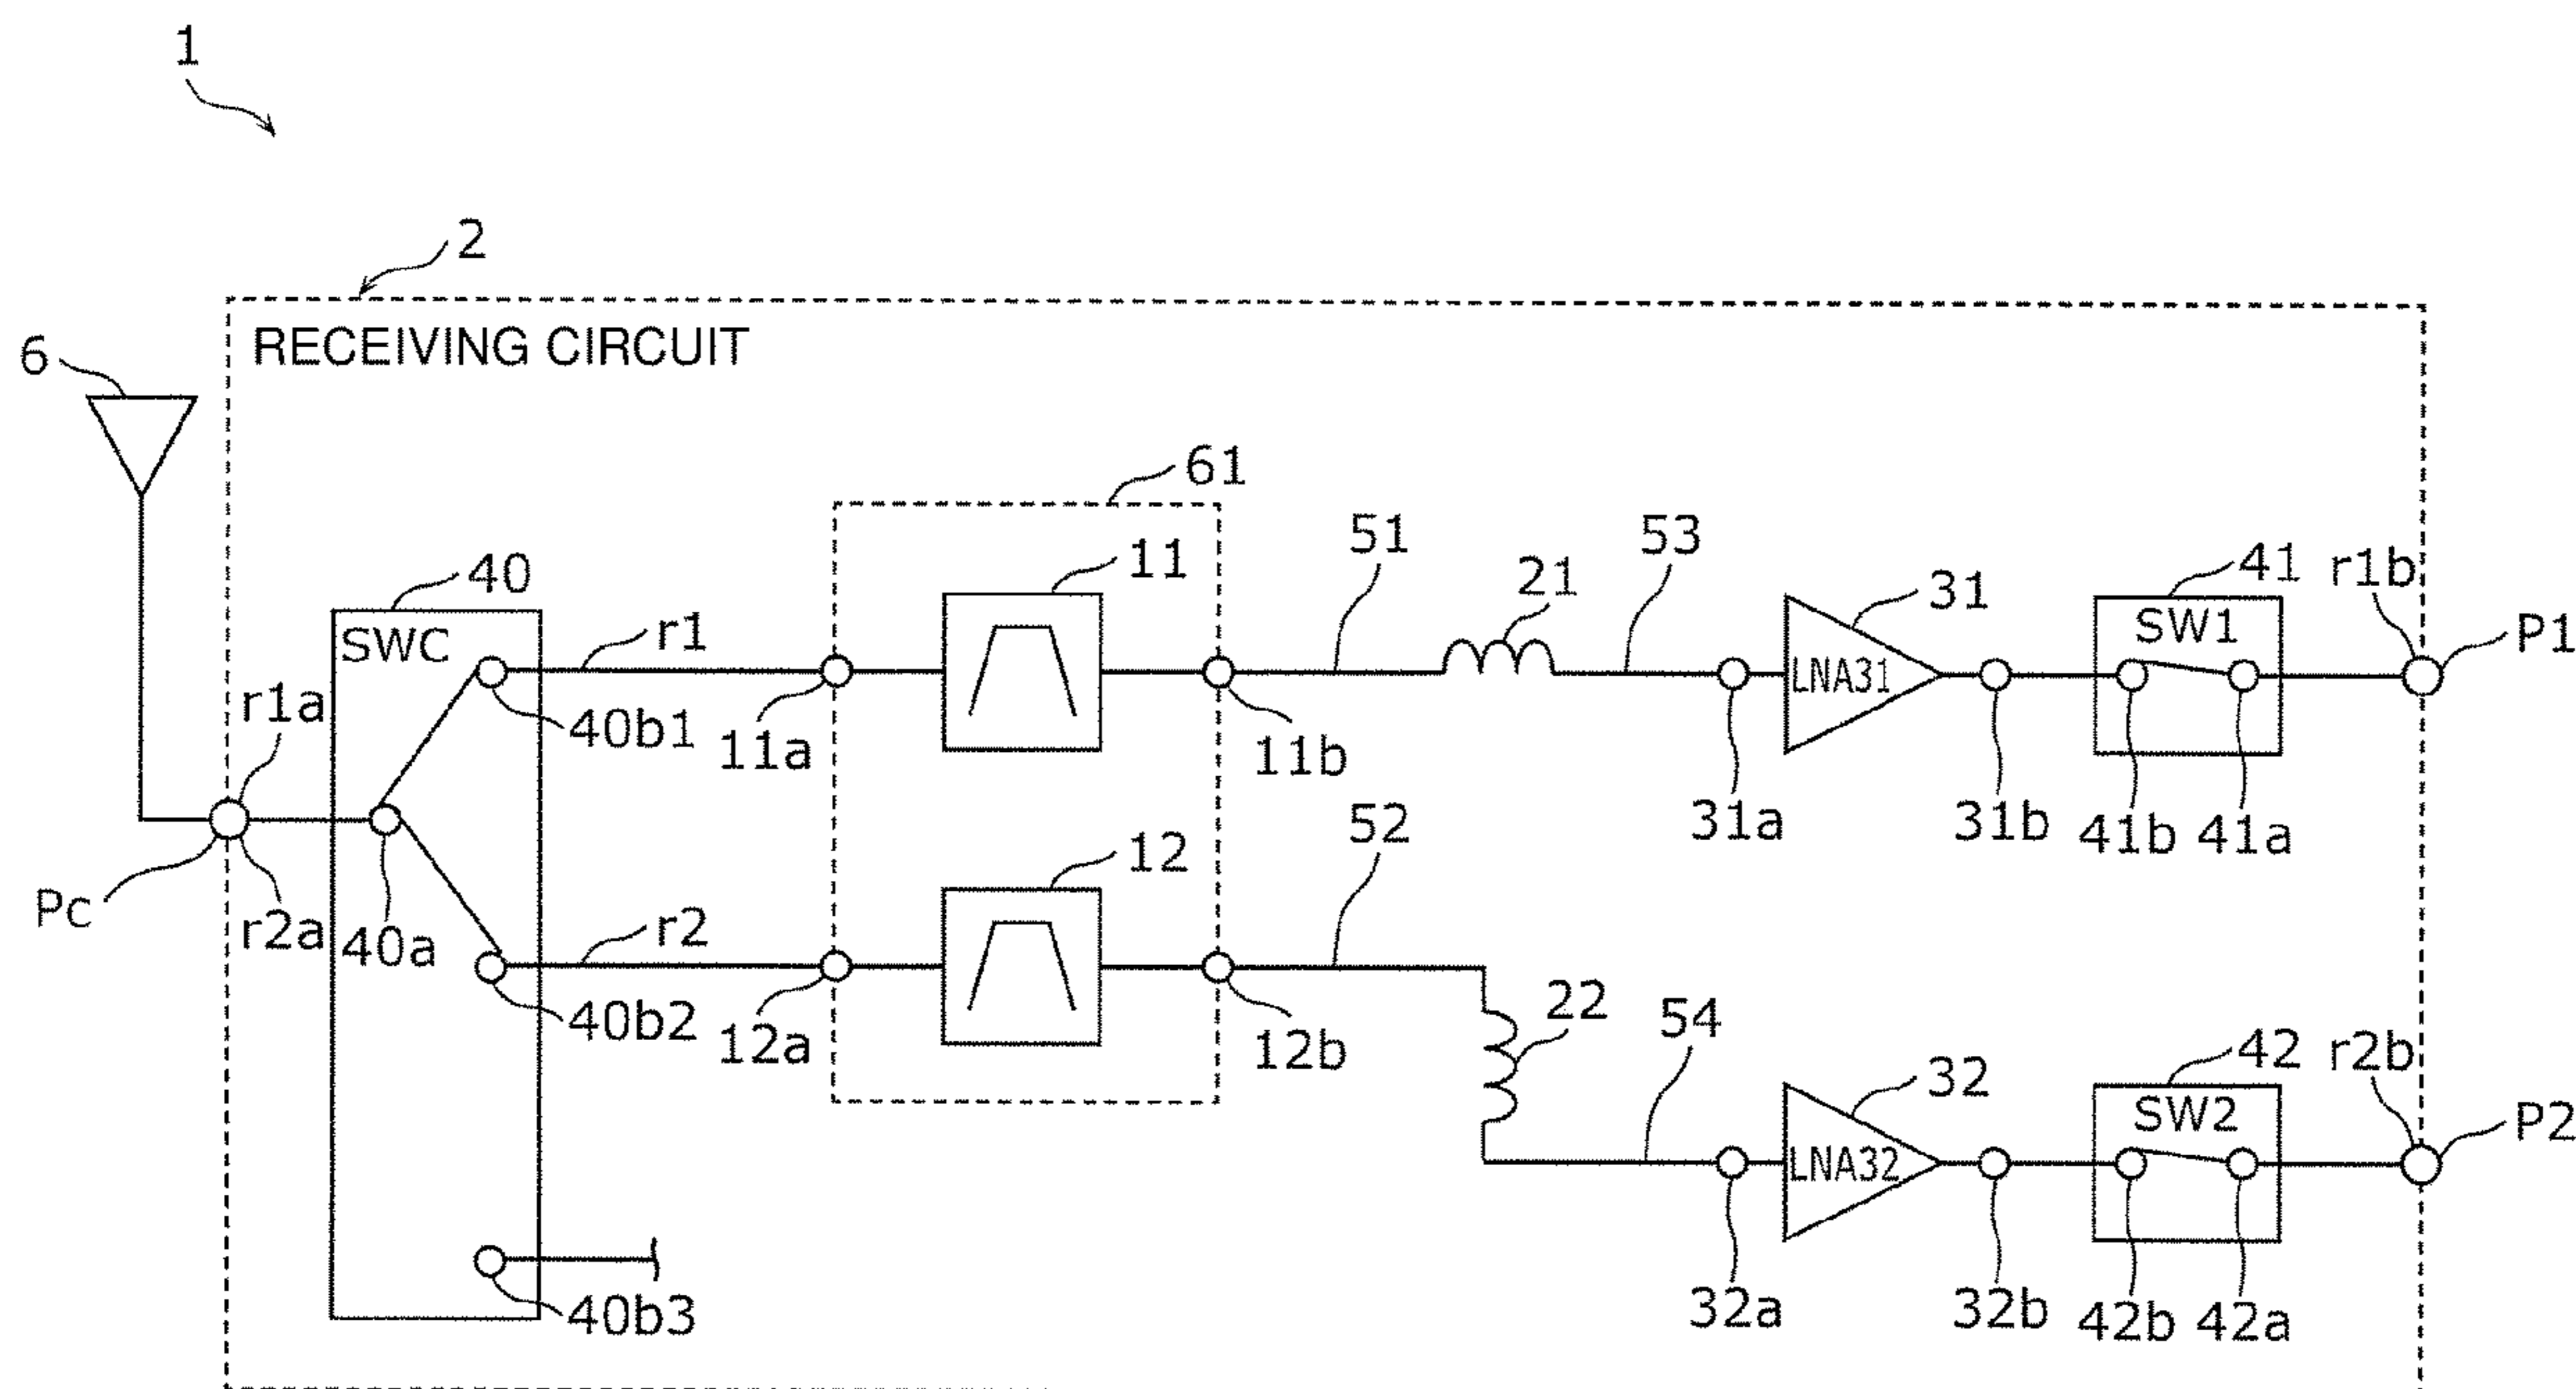 1
2
RECEIVING CIRCUIT
6
61
51
53
11
21
41
r1b
40
31
SWC
r1
SW1
P1
r1a
LNA31
40b1
11a
11b
31a
31b
41b
41a
52
12
Pc
r2a
40a
r2
22
54
42
r2b
40b2
12a
12b
32
SW2
P2
LNA32
40b3
32a
32b
42b
42a